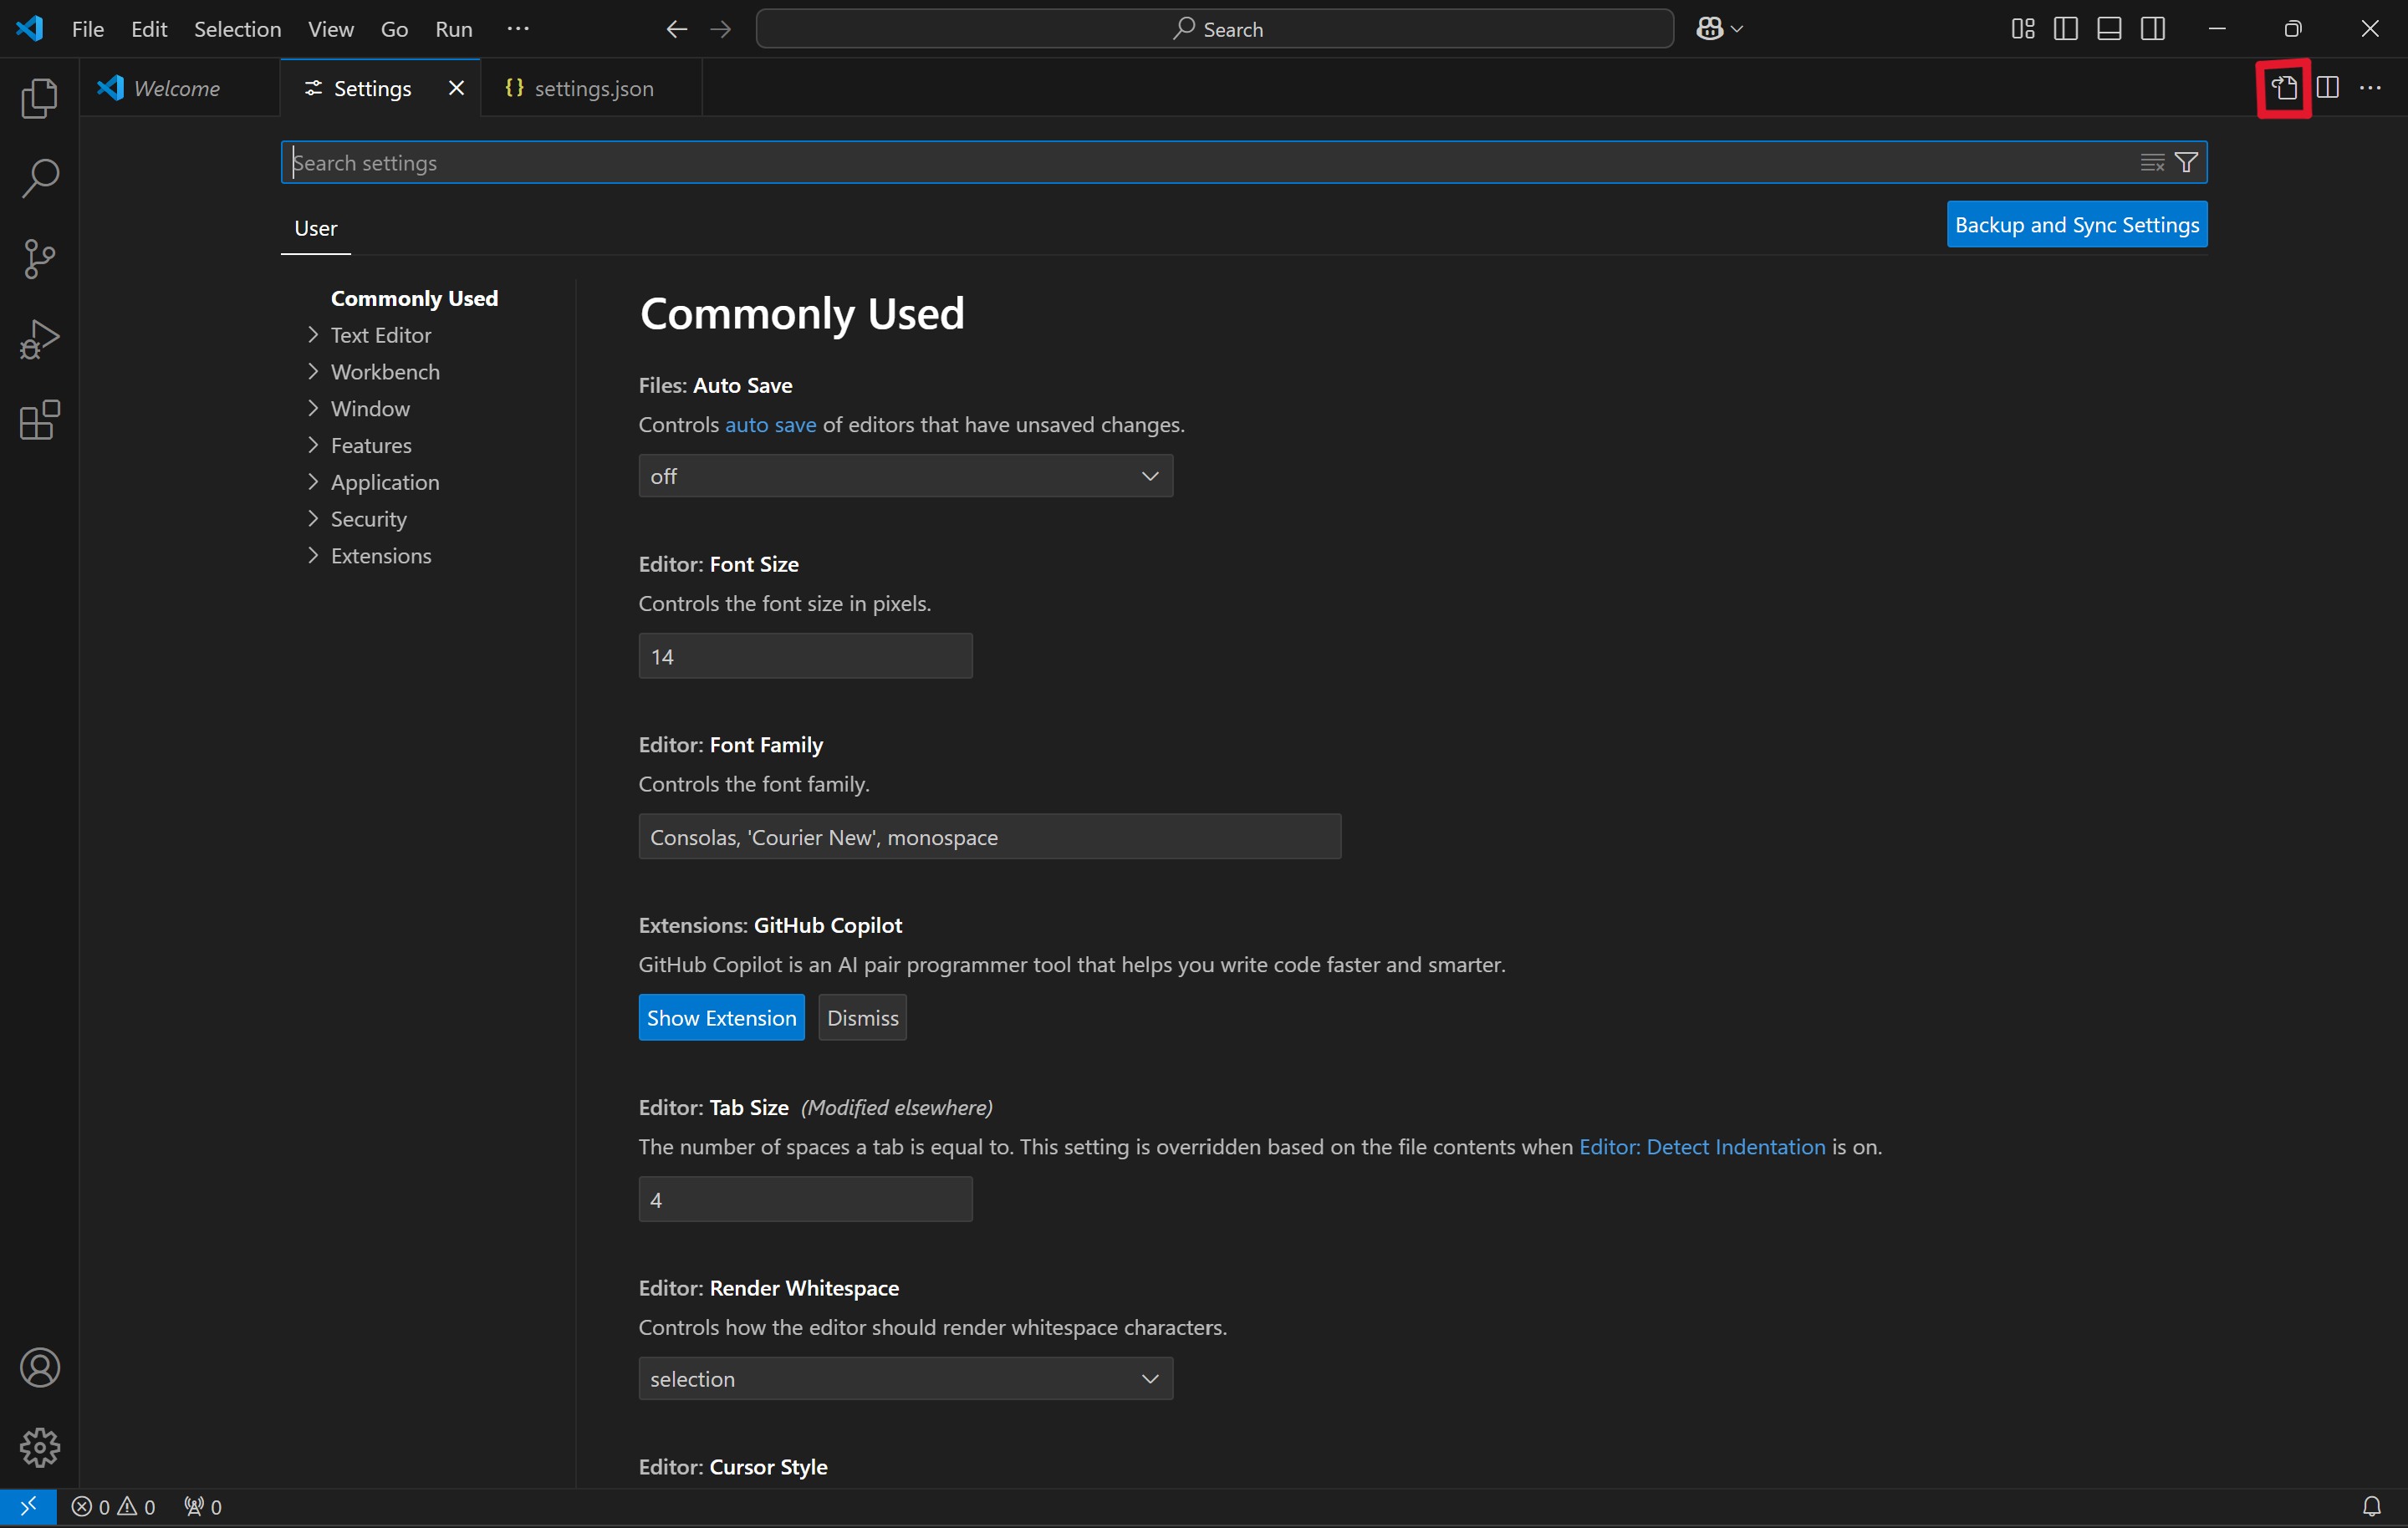 File Edit Selection View Go Run ···
Search
Welcome Settings settings.json
Search settings
User
Backup and Sync Settings
Commonly Used
Text Editor
Workbench
Window
Features
Application
Security
Extensions
Commonly Used
Files: Auto Save
Controls auto save of editors that have unsaved changes.
off
Editor: Font Size
Controls the font size in pixels.
14
Editor: Font Family
Controls the font family.
Consolas, 'Courier New', monospace
Extensions: GitHub Copilot
GitHub Copilot is an AI pair programmer tool that helps you write code faster and smarter.
Show Extension Dismiss
Editor: Tab Size (Modified elsewhere)
The number of spaces a tab is equal to. This setting is overridden based on the file contents when Editor: Detect Indentation is on.
4
Editor: Render Whitespace
Controls how the editor should render whitespace characters.
selection
Editor: Cursor Style
0 0 0